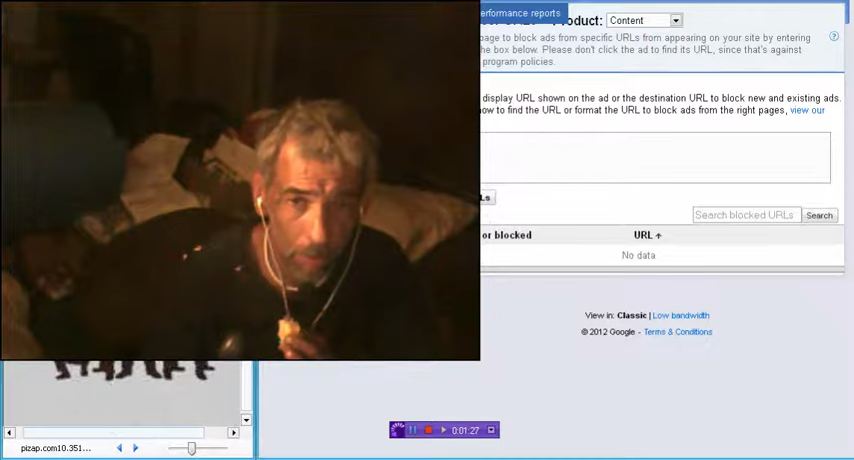 erformance reports
Product: Content
page to block ads from specific URLs from appearing on your site by entering
the box below. Please don't click the ad to find its URL, since that's against
program policies.
display URL shown on the ad or the destination URL to block new and existing ads.
how to find the URL or format the URL to block ads from the right pages, view our
Ls
Search blocked URLs Search
or blocked URL
No data
View in: Classic | Low bandwidth
© 2012 Google - Terms & Conditions
0:01:27
pizap.com10.351...